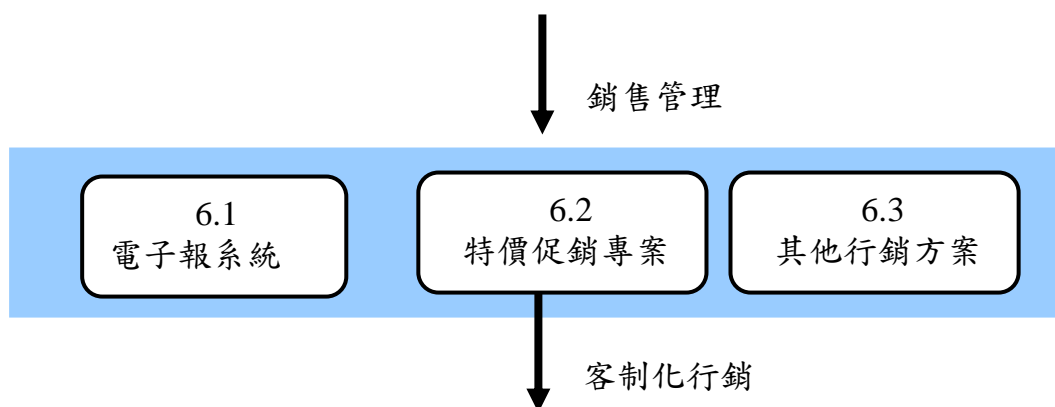 銷售管理
6.1
電子報系統
6.2
特價促銷專案
6.3
其他行銷方案
客制化行銷